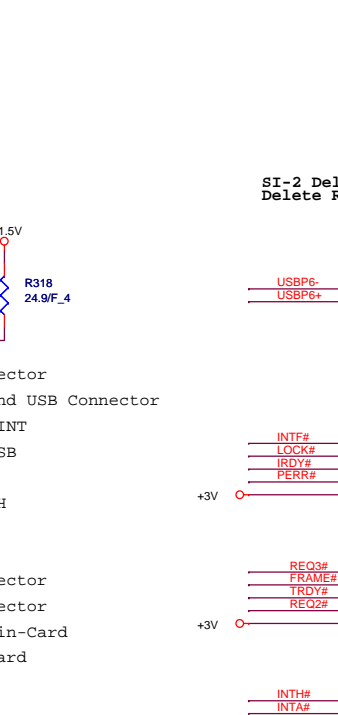 SI-2 Del
Delete R
1.5V
R318
24.9/F_4
USBP6-
USBP6+
ector
nd USB Connector
INT
SB
H
ector
ector
in-Card
ard
INTF#
LOCK#
IRDY#
PERR#
+3V
REQ3#
FRAME#
TRDY#
REQ2#
+3V
INTH#
INTA#